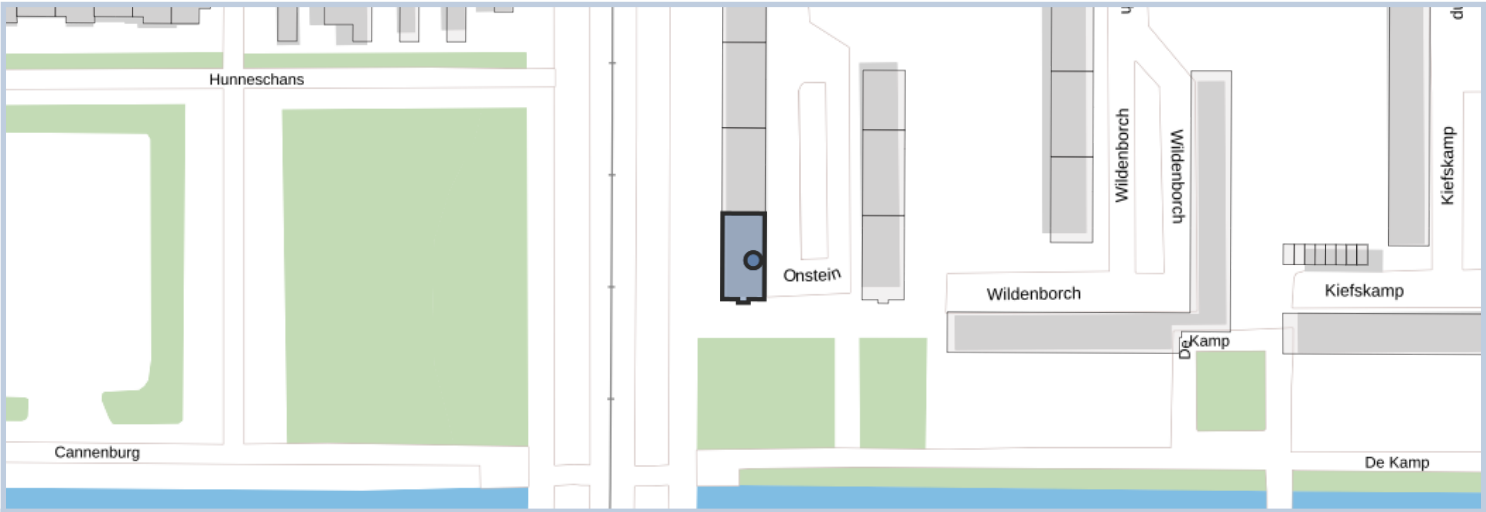 Hunneschans
Wildenborch
Wildenborch
Kiefskamp
Onstein
Wildenborch
Kiefskamp
De Kamp
Cannenburg
De Kamp